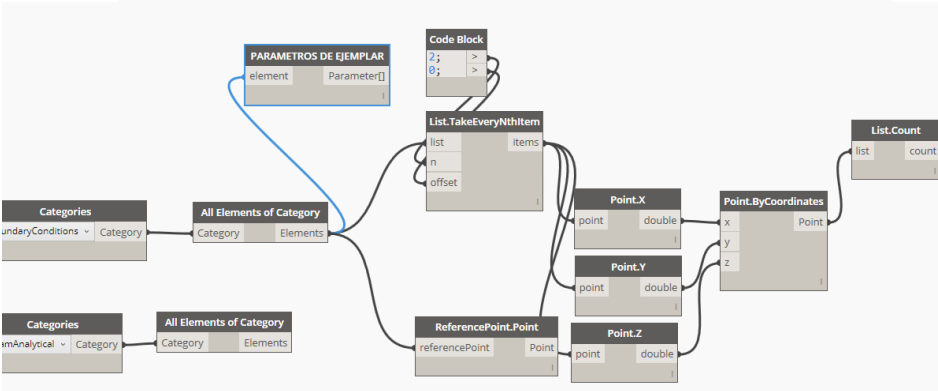 Code Block
2; >
0; >
PARAMETROS DE EJEMPLAR
element Parameter[]
List.TakeEveryNthItem
list items
n
offset
List.Count
list count
Categories
undaryConditions Category
All Elements of Category
Category Elements
Point.X
point double
Point.ByCoordinates
x Point
y
z
Point.Y
point double
Categories
amAnalytical Category
All Elements of Category
Category Elements
ReferencePoint.Point
referencePoint Point
Point.Z
point double